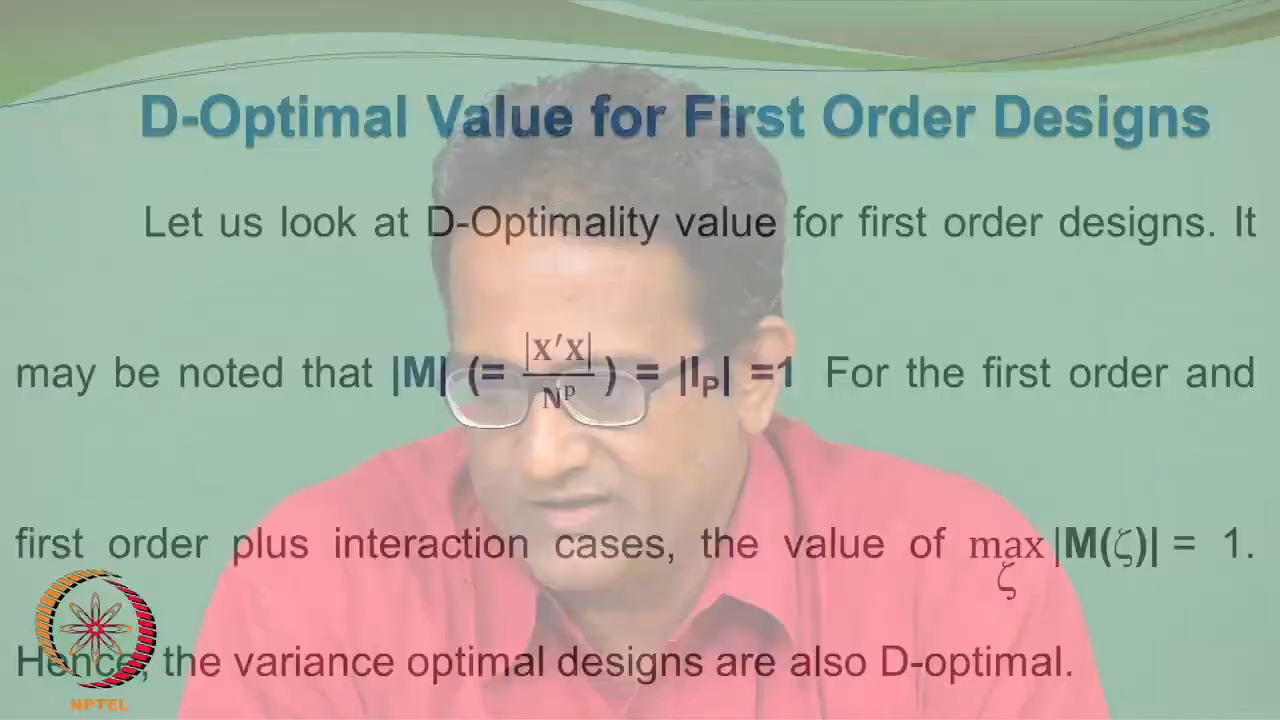 D-Optimal Value for First Order Designs
Let us look at D-Optimality value for first order designs. It
may be noted that |M| (= |X′X| / N^p ) = |I_P| =1 For the first order and
first order plus interaction cases, the value of max_ζ |M(ζ)| = 1.
Hence, the variance optimal designs are also D-optimal.
NPTEL